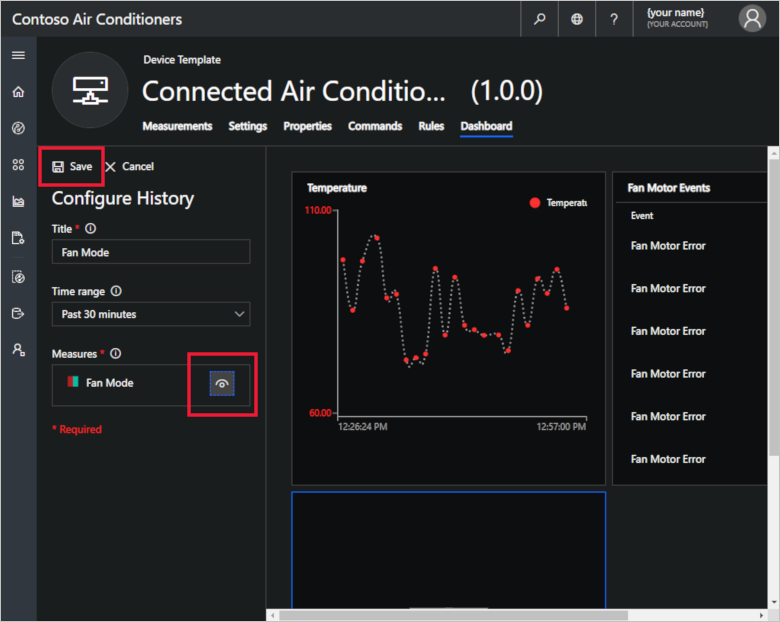 Contoso Air Conditioners
?
{your name}
{YOUR ACCOUNT}
Device Template
Connected Air Conditio... (1.0.0)
Measurements Settings Properties Commands Rules Dashboard
Save Cancel
Configure History
Title *
Fan Mode
Time range
Past 30 minutes
Measures *
Fan Mode
* Required
Temperature
Temperatu
110.00
60.00
12:26:24 PM 12:57:00 PM
Fan Motor Events
Event
Fan Motor Error
Fan Motor Error
Fan Motor Error
Fan Motor Error
Fan Motor Error
Fan Motor Error